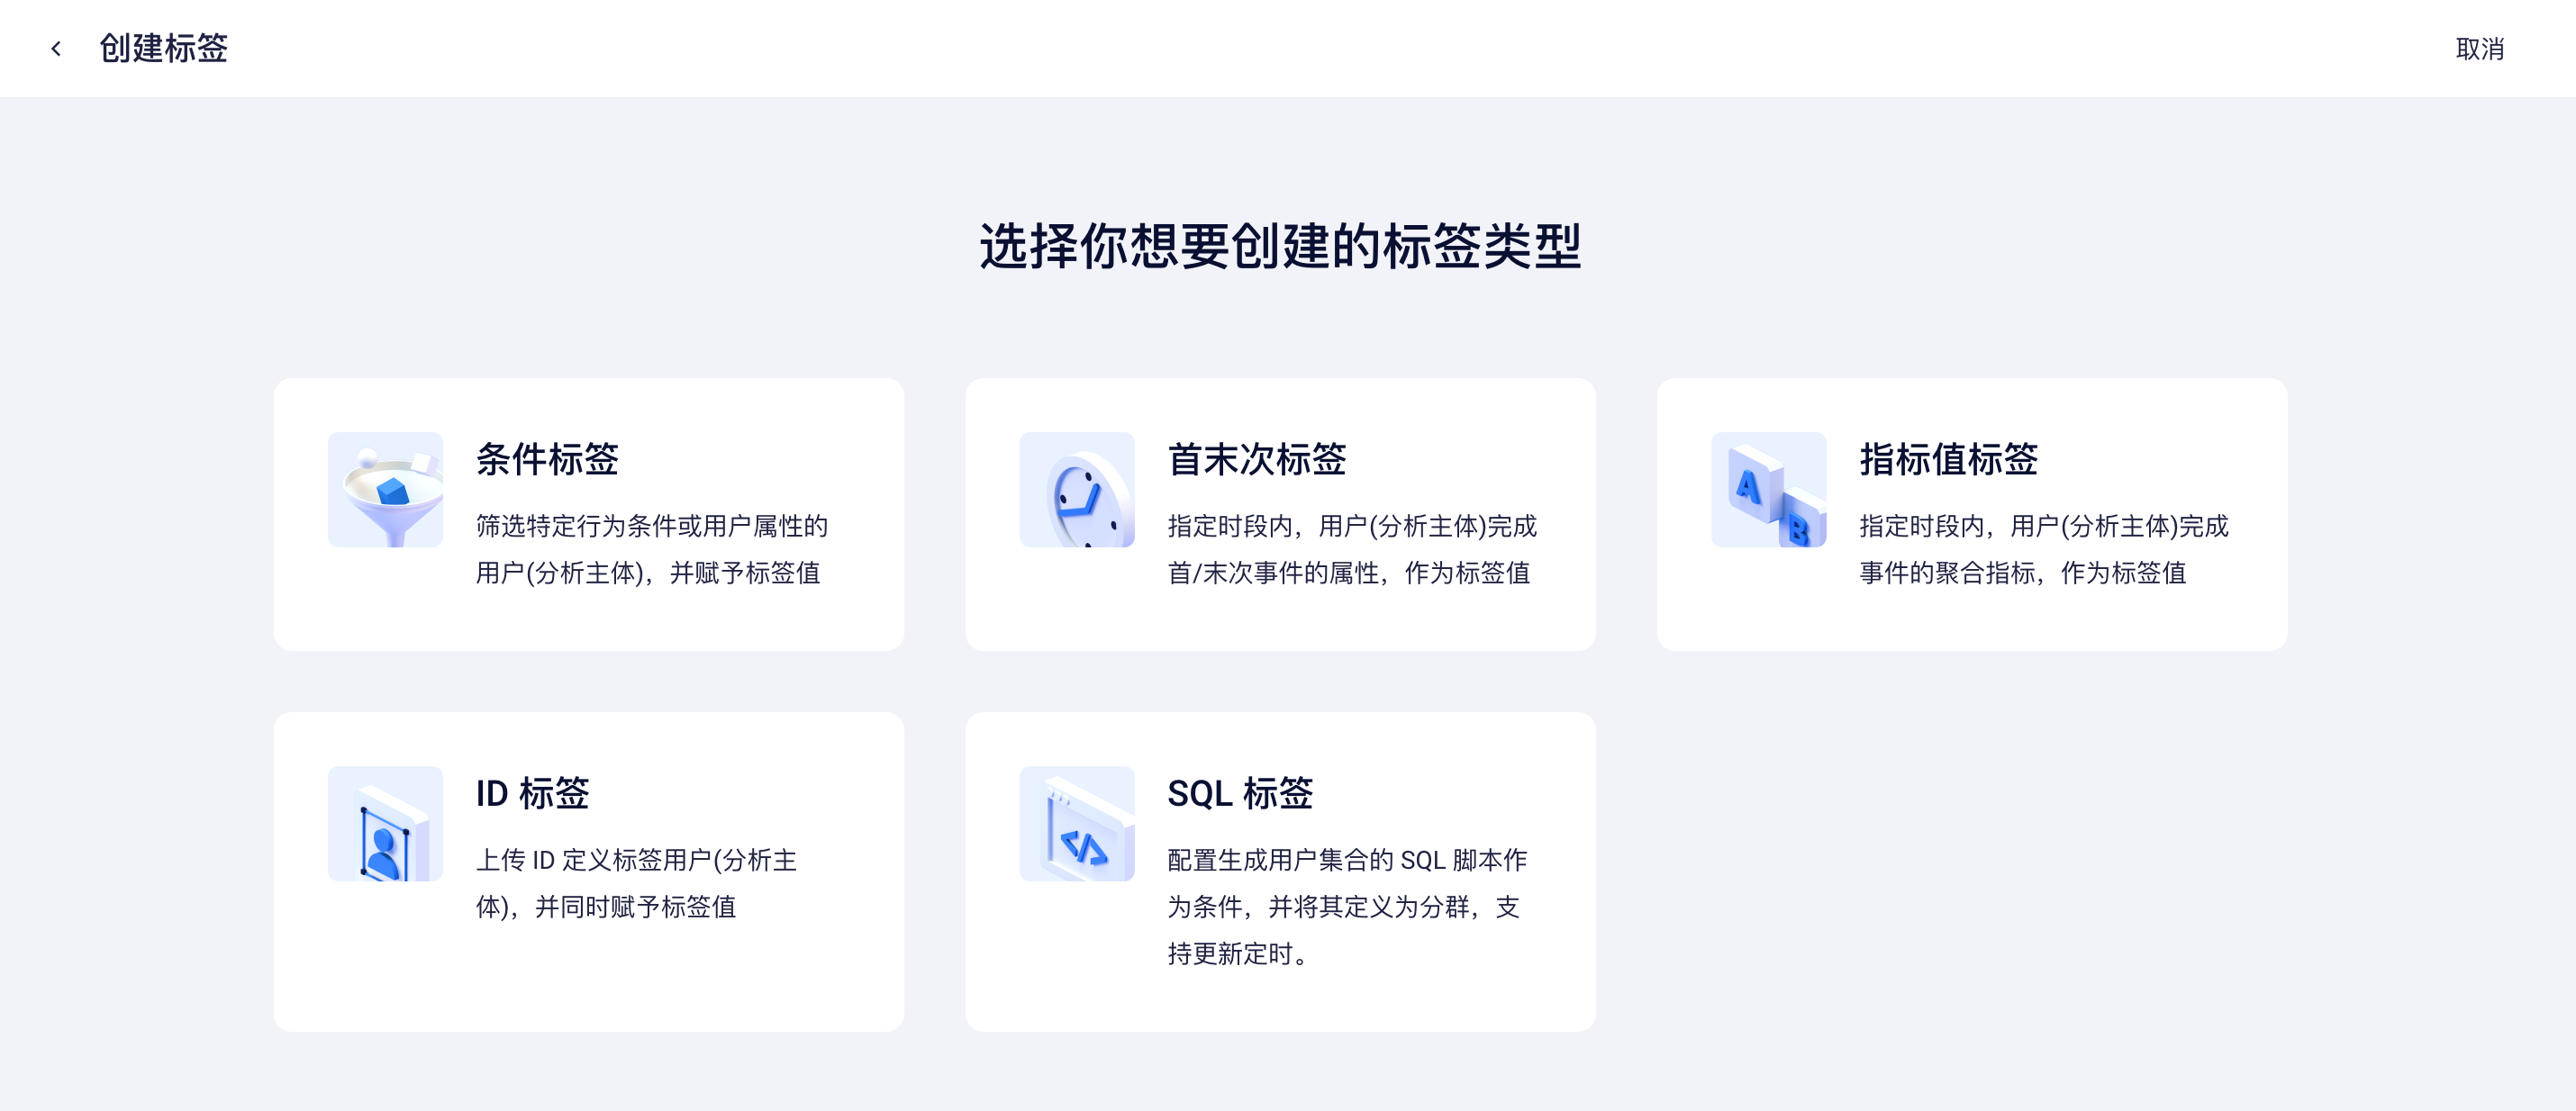 创建标签
取消
选择你想要创建的标签类型
条件标签
筛选特定行为条件或用户属性的
用户(分析主体)，并赋予标签值
首末次标签
指定时段内，用户(分析主体)完成
首/末次事件的属性，作为标签值
指标值标签
指定时段内，用户(分析主体)完成
事件的聚合指标，作为标签值
A
B
ID 标签
上传 ID 定义标签用户(分析主
体)，并同时赋予标签值
SQL 标签
配置生成用户集合的 SQL 脚本作
为条件，并将其定义为分群，支
持更新定时。